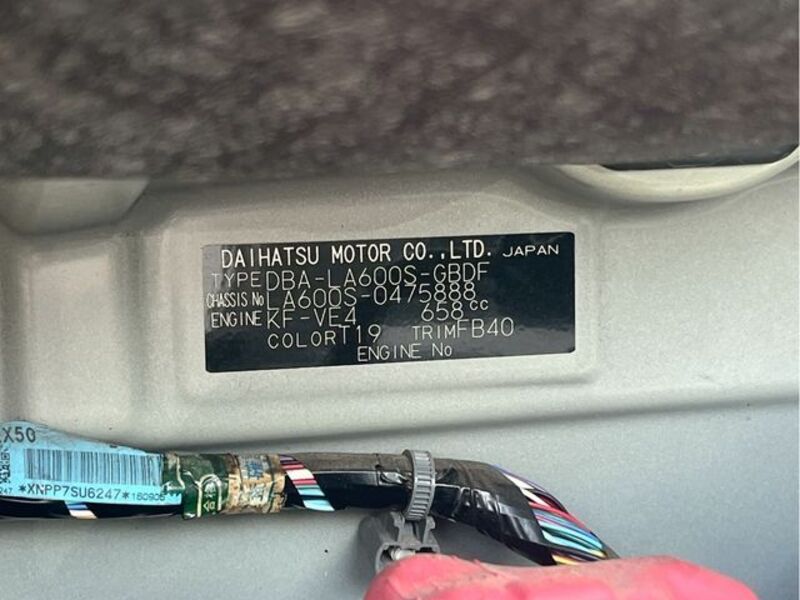 DAIHATSU MOTOR CO.,LTD. JAPAN
TYPE DBA-LA600S-GBDF
CHASSIS No LA600S-0475888
ENGINE KF-VE4 658cc
COLOR T19 TRIM FB40
ENGINE No
X50
*XNPP7SU6247*160905